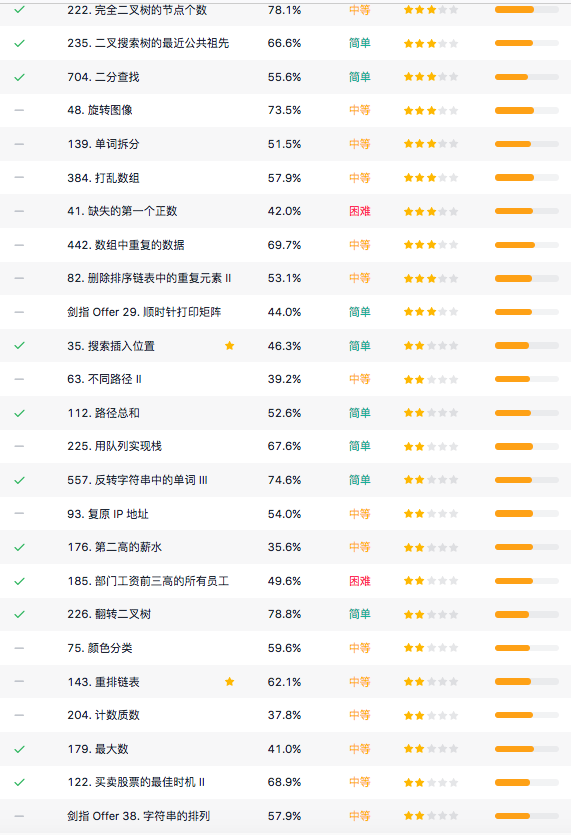 222. 完全二叉树的节点个数 78.1% 中等
235. 二叉搜索树的最近公共祖先 66.6% 简单
704. 二分查找 55.6% 简单
48. 旋转图像 73.5% 中等
139. 单词拆分 51.5% 中等
384. 打乱数组 57.9% 中等
41. 缺失的第一个正数 42.0% 困难
442. 数组中重复的数据 69.7% 中等
82. 删除排序链表中的重复元素 II 53.1% 中等
剑指 Offer 29. 顺时针打印矩阵 44.0% 简单
35. 搜索插入位置 46.3% 简单
63. 不同路径 II 39.2% 中等
112. 路径总和 52.6% 简单
225. 用队列实现栈 67.6% 简单
557. 反转字符串中的单词 III 74.6% 简单
93. 复原 IP 地址 54.0% 中等
176. 第二高的薪水 35.6% 中等
185. 部门工资前三高的所有员工 49.6% 困难
226. 翻转二叉树 78.8% 简单
75. 颜色分类 59.6% 中等
143. 重排链表 62.1% 中等
204. 计数质数 37.8% 中等
179. 最大数 41.0% 中等
122. 买卖股票的最佳时机 II 68.9% 中等
剑指 Offer 38. 字符串的排列 57.9% 中等